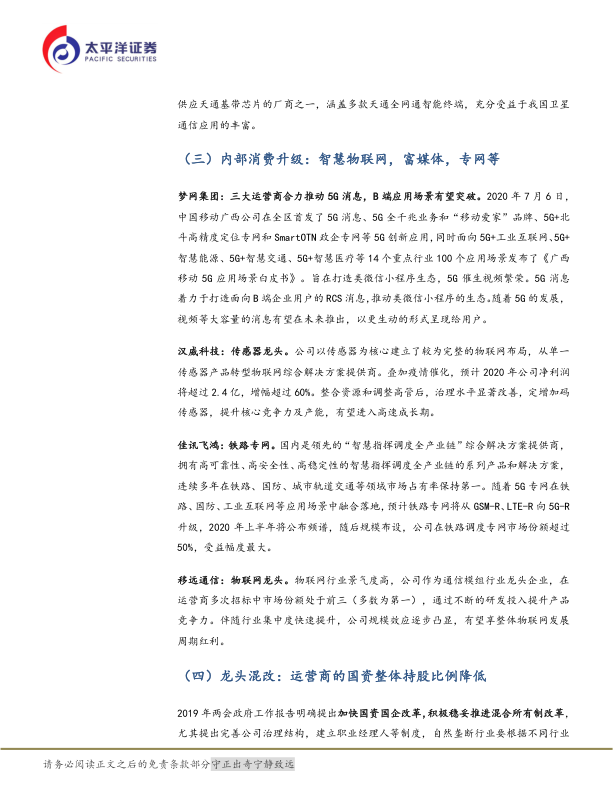 太平洋证券
PACIFIC SECURITIES
供应天通基带芯片的厂商之一，涵盖多款天通全网通智能终端，充分受益于我国卫星
通信应用的丰富。
（三）内部消费升级：智慧物联网，富媒体，专网等
梦网集团：三大运营商合力推动 5G 消息，B 端应用场景有望突破。2020 年 7 月 6 日，
中国移动广西公司在全区首发了 5G 消息、5G 全千兆业务和“移动爱家”品牌、5G+北
斗高精度定位专网和 SmartOTN 政企专网等 5G 创新应用，同时面向 5G+工业互联网、5G+
智慧能源、5G+智慧交通、5G+智慧医疗等 14 个重点行业 100 个应用场景发布了《广西
移动 5G 应用场景白皮书》。旨在打造类微信小程序生态，5G 催生视频繁荣。5G 消息
着力于打造面向 B 端企业用户的 RCS 消息，推动类微信小程序的生态。随着 5G 的发展，
视频等大容量的消息有望在未来推出，以更生动的形式呈现给用户。
汉威科技：传感器龙头。公司以传感器为核心建立了较为完整的物联网布局，从单一
传感器产品转型物联网综合解决方案提供商。叠加疫情催化，预计 2020 年公司净利润
将超过 2.4 亿，增幅超过 60%。整合资源和调整高管后，治理水平显著改善，定增加码
传感器，提升核心竞争力及产能，有望进入高速成长期。
佳讯飞鸿：铁路专网。国内是领先的“智慧指挥调度全产业链”综合解决方案提供商，
拥有高可靠性、高安全性、高稳定性的智慧指挥调度全产业链的系列产品和解决方案，
连续多年在铁路、国防、城市轨道交通等领域市场占有率保持第一。随着 5G 专网在铁
路、国防、工业互联网等应用场景中融合落地，预计铁路专网将从 GSM-R、LTE-R 向 5G-R
升级，2020 年上半年将公布频谱，随后规模布设，公司在铁路调度专网市场份额超过
50%，受益幅度最大。
移远通信：物联网龙头。物联网行业景气度高，公司作为通信模组行业龙头企业，在
运营商多次招标中市场份额处于前三（多数为第一），通过不断的研发投入提升产品
竞争力。伴随行业集中度快速提升，公司规模效应逐步凸显，有望享整体物联网发展
周期红利。
（四）龙头混改：运营商的国资整体持股比例降低
2019 年两会政府工作报告明确提出加快国资国企改革，积极稳妥推进混合所有制改革，
尤其提出完善公司治理结构，建立职业经理人等制度，自然垄断行业要根据不同行业
请务必阅读正文之后的免责条款部分守正出奇宁静致远